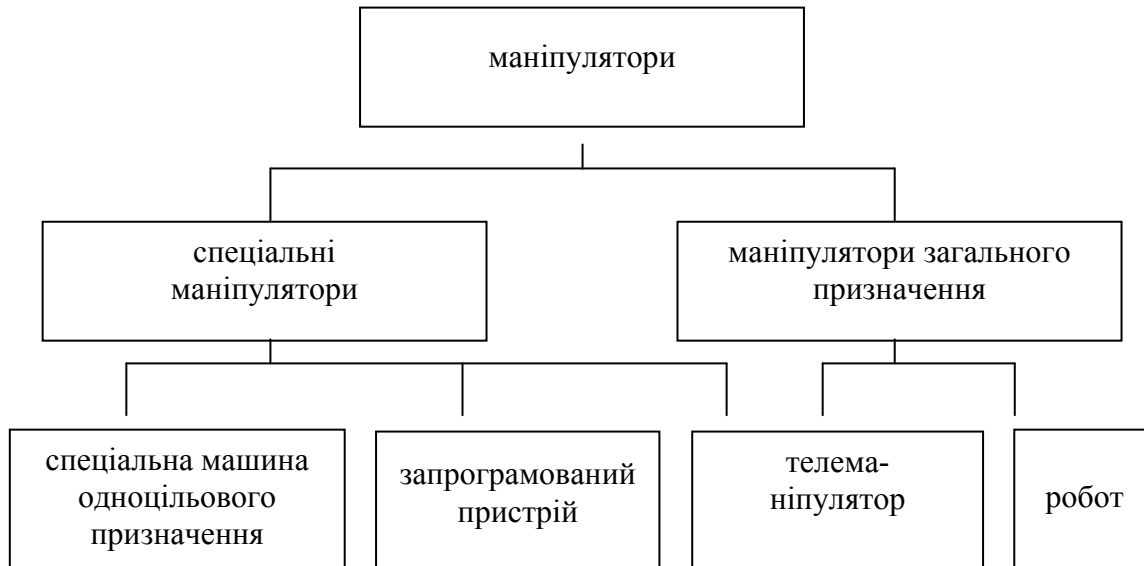 маніпулятори
спеціальні
маніпулятори
маніпулятори загального
призначення
спеціальна машина
одноцільового
призначення
запрограмований
пристрій
телема-
ніпулятор
робот